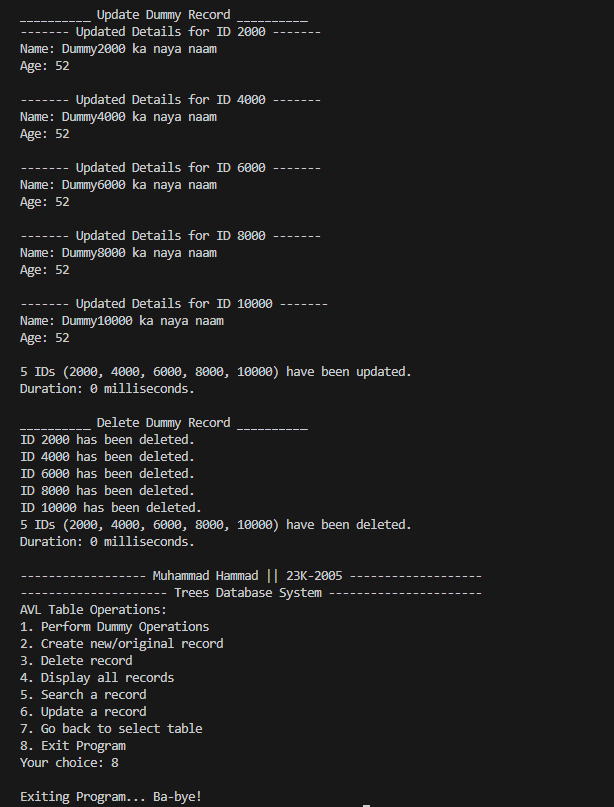 __________ Update Dummy Record __________
------- Updated Details for ID 2000 -------
Name: Dummy2000 ka naya naam
Age: 52
------- Updated Details for ID 4000 -------
Name: Dummy4000 ka naya naam
Age: 52
------- Updated Details for ID 6000 -------
Name: Dummy6000 ka naya naam
Age: 52
------- Updated Details for ID 8000 -------
Name: Dummy8000 ka naya naam
Age: 52
------- Updated Details for ID 10000 -------
Name: Dummy10000 ka naya naam
Age: 52
5 IDs (2000, 4000, 6000, 8000, 10000) have been updated.
Duration: 0 milliseconds.
__________ Delete Dummy Record __________
ID 2000 has been deleted.
ID 4000 has been deleted.
ID 6000 has been deleted.
ID 8000 has been deleted.
ID 10000 has been deleted.
5 IDs (2000, 4000, 6000, 8000, 10000) have been deleted.
Duration: 0 milliseconds.
------------------ Muhammad Hammad || 23K-2005 -------------------
--------------------- Trees Database System ----------------------
AVL Table Operations:
1. Perform Dummy Operations
2. Create new/original record
3. Delete record
4. Display all records
5. Search a record
6. Update a record
7. Go back to select table
8. Exit Program
Your choice: 8
Exiting Program... Ba-bye!